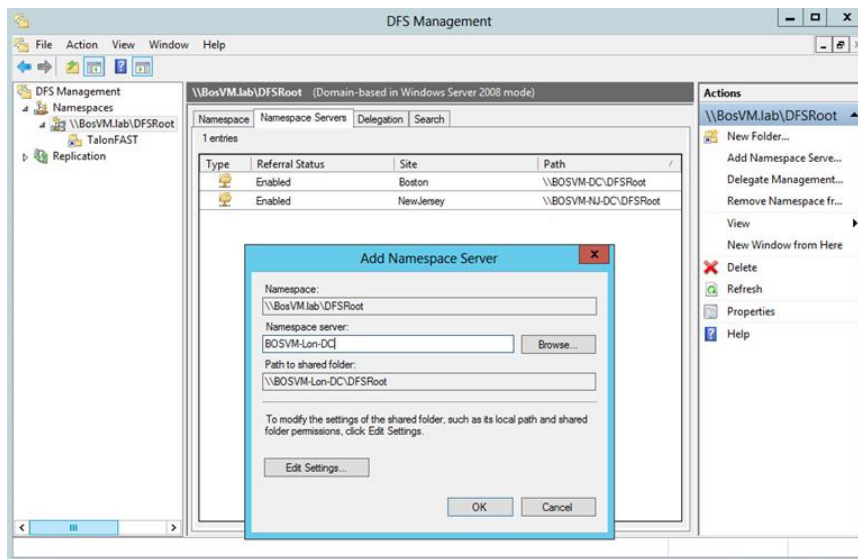 DFS Management
File Action View Window Help
DFS Management
Namespaces
\\BosVM.lab\DFSRoot
TalonFAST
Replication
\\BosVM.lab\DFSRoot (Domain-based in Windows Server 2008 mode)
Namespace Namespace Servers Delegation Search
1 entries
Type Referral Status Site Path
Enabled Boston \\BOSVM-DC\DFSRoot
Enabled NewJersey \\BOSVM-NJ-DC\DFSRoot
Add Namespace Server
Namespace:
\\BosVM.lab\DFSRoot
Namespace server:
BOSVM-Lon-DC
Browse...
Path to shared folder:
\\BOSVM-Lon-DC\DFSRoot
To modify the settings of the shared folder, such as its local path and shared
folder permissions, click Edit Settings.
Edit Settings...
OK Cancel
Actions
\\BosVM.lab\DFSRoot
New Folder...
Add Namespace Serve...
Delegate Management...
Remove Namespace fr...
View
New Window from Here
Delete
Refresh
Properties
Help